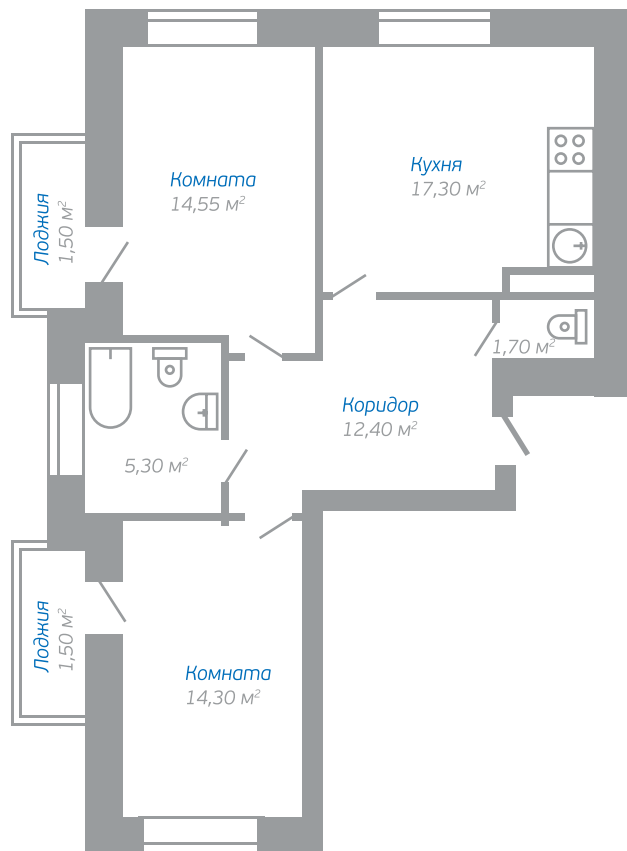 Комната
14,55 м²
Кухня
17,30 м²
Лоджия
1,50 м²
1,70 м²
Коридор
12,40 м²
5,30 м²
Лоджия
1,50 м²
Комната
14,30 м²